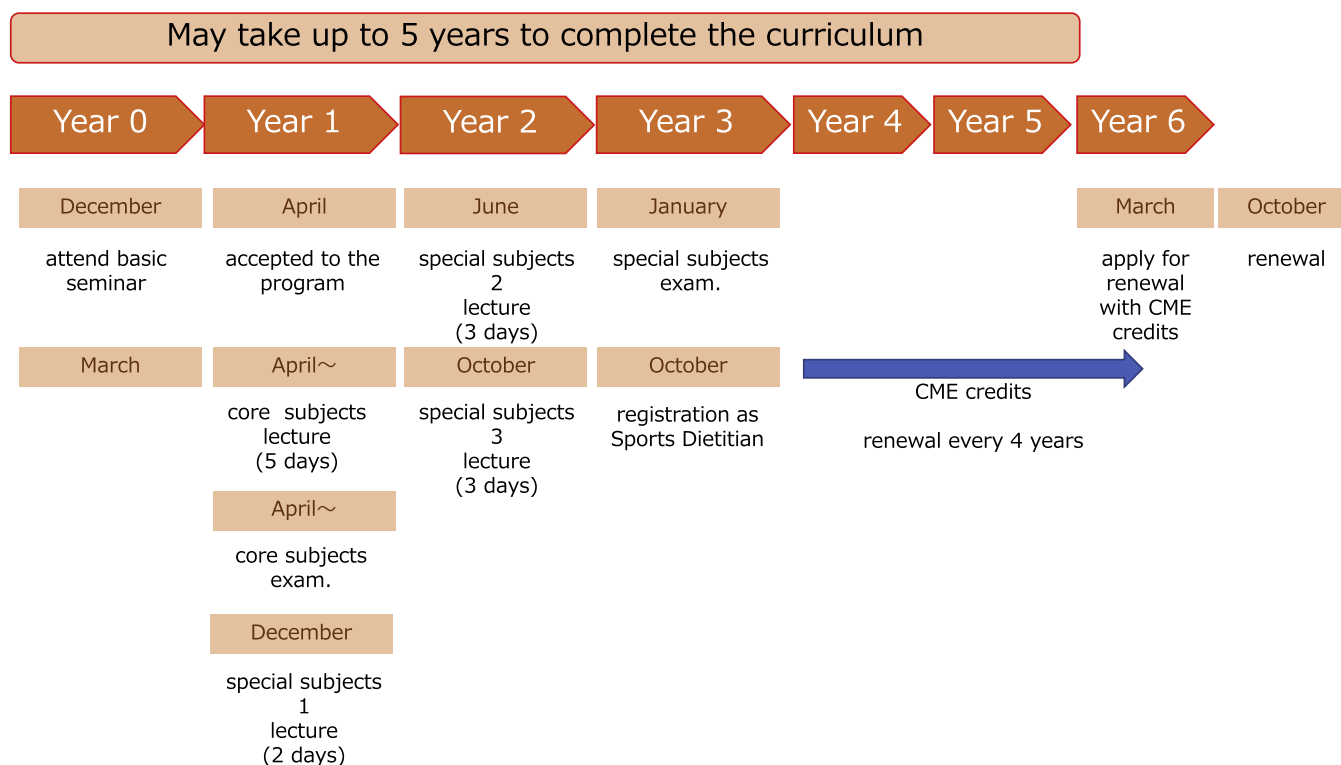 May take up to 5 years to complete the curriculum
Year 0
Year 1
Year 2
Year 3
Year 4
Year 5
Year 6
December
April
June
January
March
October
attend basic
seminar
accepted to the
program
special subjects
2
lecture
(3 days)
special subjects
exam.
apply for
renewal
with CME
credits
renewal
March
April～
October
October
core subjects
lecture
(5 days)
special subjects
3
lecture
(3 days)
registration as
Sports Dietitian
CME credits
renewal every 4 years
April～
core subjects
exam.
December
special subjects
1
lecture
(2 days)